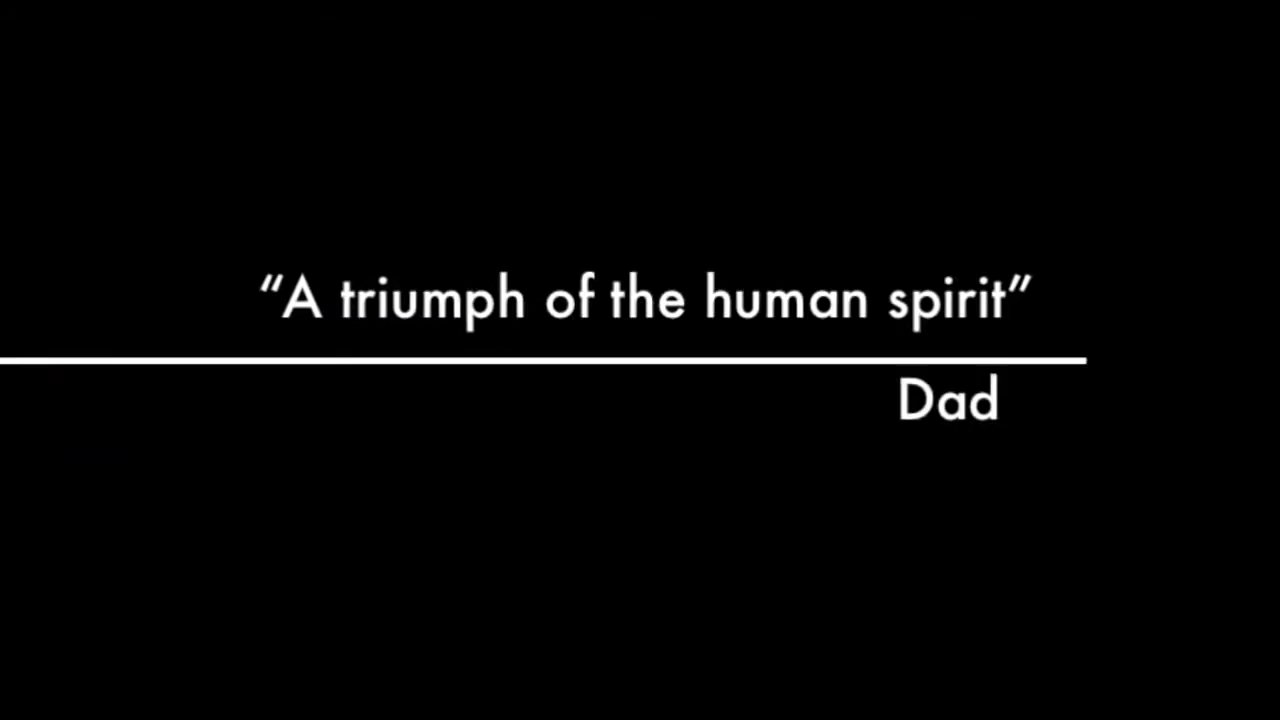 “A triumph of the human spirit”
Dad